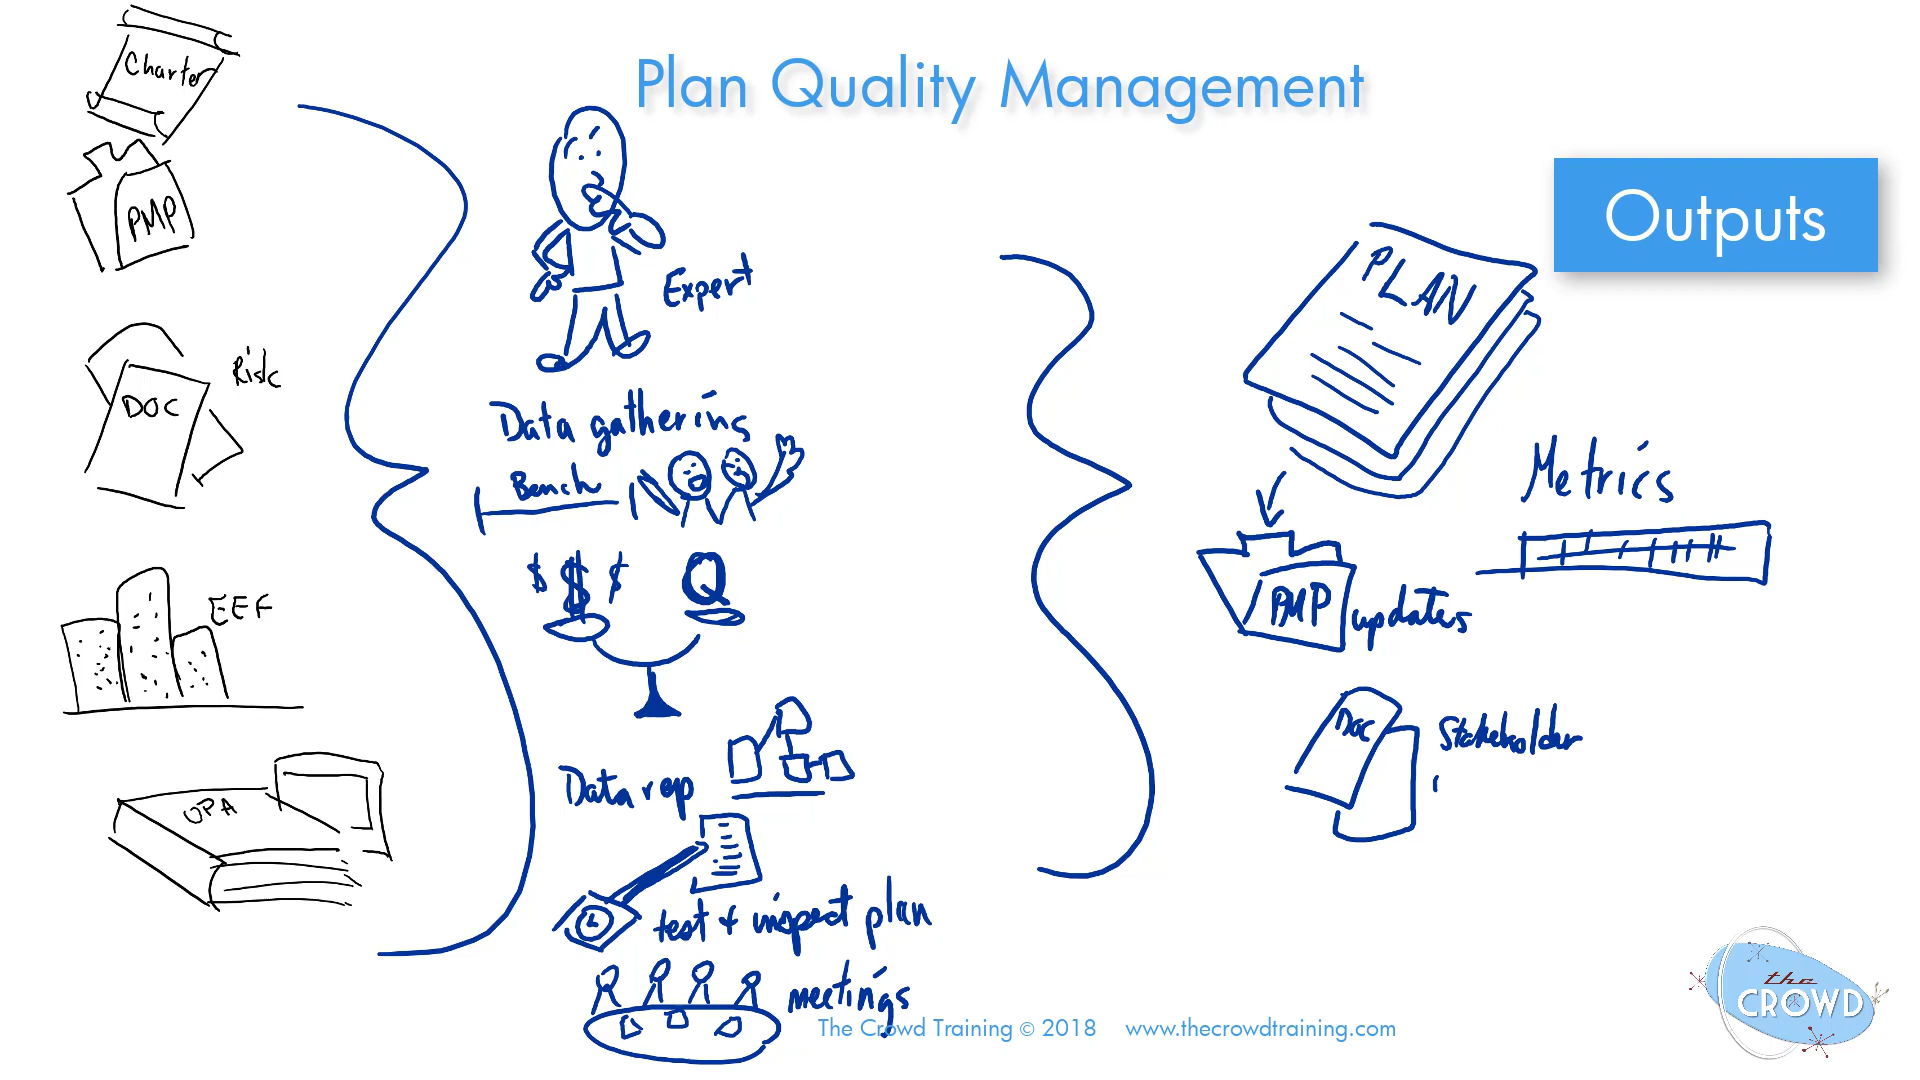 Plan Quality Management
Outputs
Charter
PMP
DOC
Risk
EEF
OPA
Expert
Data gathering
Bench
$ $ $
Q
Data rep
test + inspect plan
meetings
PLAN
Metrics
PMP updates
DOC
Stakeholder
The Crowd Training © 2018 www.thecrowdtraining.com
the
CROWD